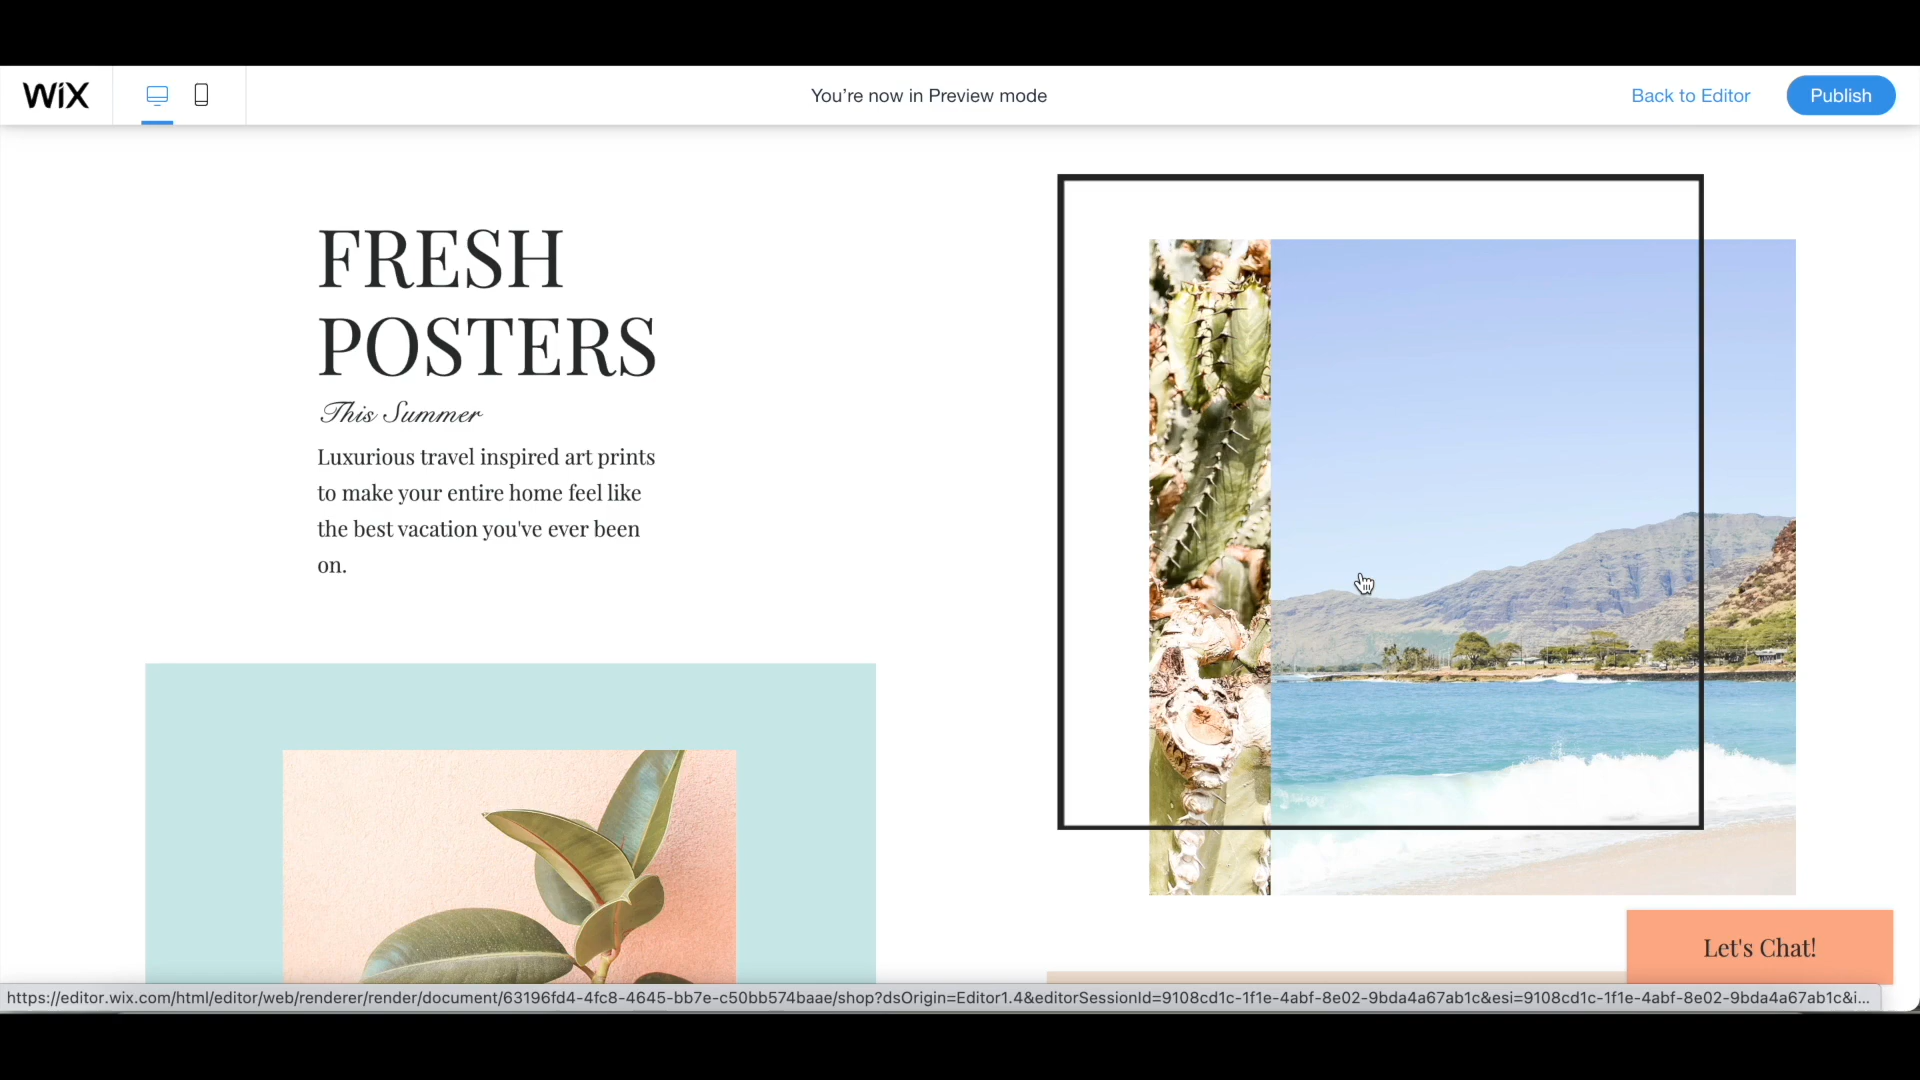 WiX
You're now in Preview mode
Back to Editor
Publish
FRESH
POSTERS
This Summer
Luxurious travel inspired art prints
to make your entire home feel like
the best vacation you've ever been
on.
Let's Chat!
https://editor.wix.com/html/editor/web/renderer/render/document/63196fd4-4fc8-4645-bb7e-c50bb574baae/shop?dsOrigin=Editor1.4&editorSessionId=9108cd1c-1f1e-4abf-8e02-9bda4a67ab1c&esi=9108cd1c-1f1e-4abf-8e02-9bda4a67ab1c&i...